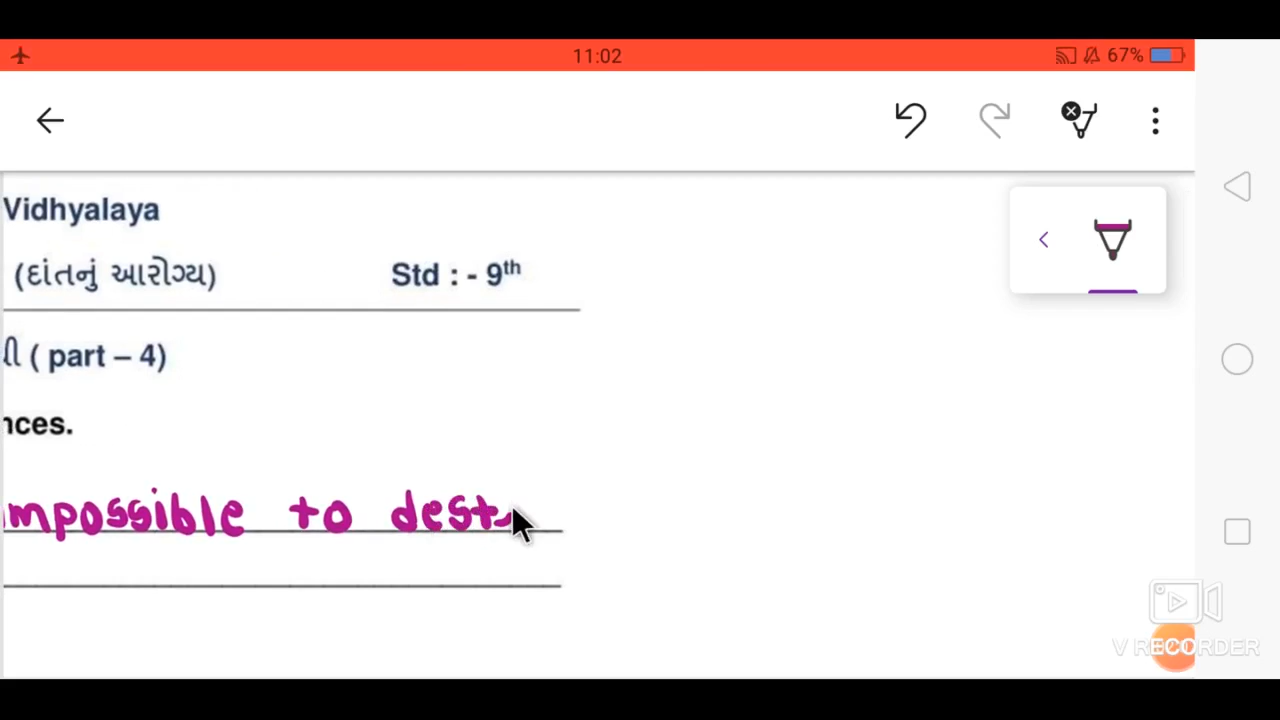 11:02
67%
Vidhyalaya
(દાંતનું આરોગ્ય) Std : - 9th
( part – 4)
nces.
mpossible to dest
V RECORDER